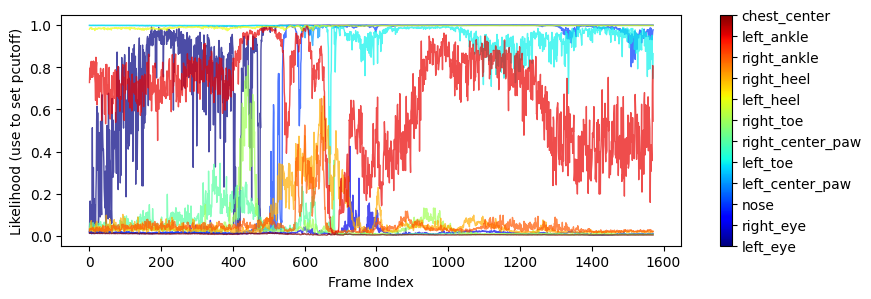 Likelihood (use to set pcutoff)
1.0
0.8
0.6
0.4
0.2
0.0
0 200 400 600 800 1000 1200 1400 1600
Frame Index
chest_center
left_ankle
right_ankle
right_heel
left_heel
right_toe
right_center_paw
left_toe
left_center_paw
nose
right_eye
left_eye